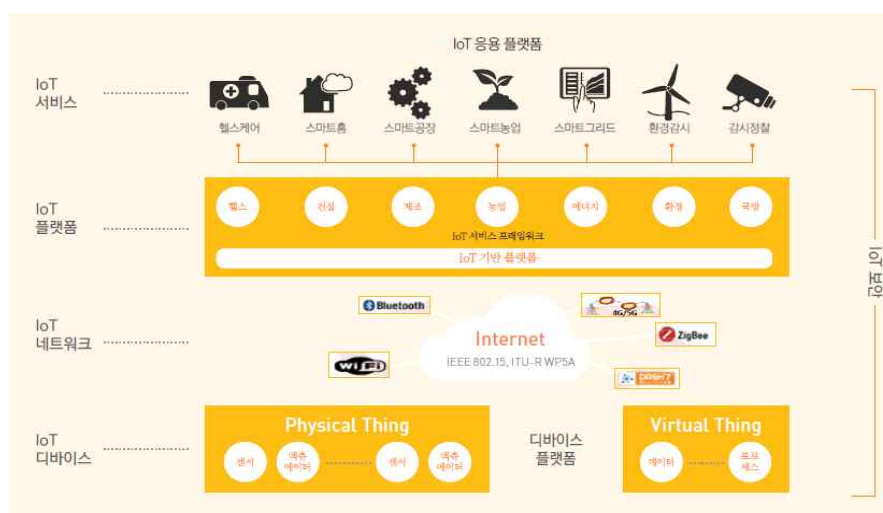 IoT 응용 플랫폼
IoT
서비스
헬스케어
스마트홈
스마트공장
스마트농업
스마트그리드
환경감시
감시정찰
IoT
플랫폼
헬스
건설
제조
농업
에너지
환경
국방
IoT 서비스 프레임워크
IoT 기반 플랫폼
IoT
네트워크
Bluetooth
4G/5G
Internet
IEEE 802.15, ITU-R WP5A
ZigBee
WiFi
DASH7
IoT
디바이스
Physical Thing
센서
액츄
에이터
센서
액츄
에이터
디바이스
플랫폼
Virtual Thing
데이터
프로
세스
IoT 보안